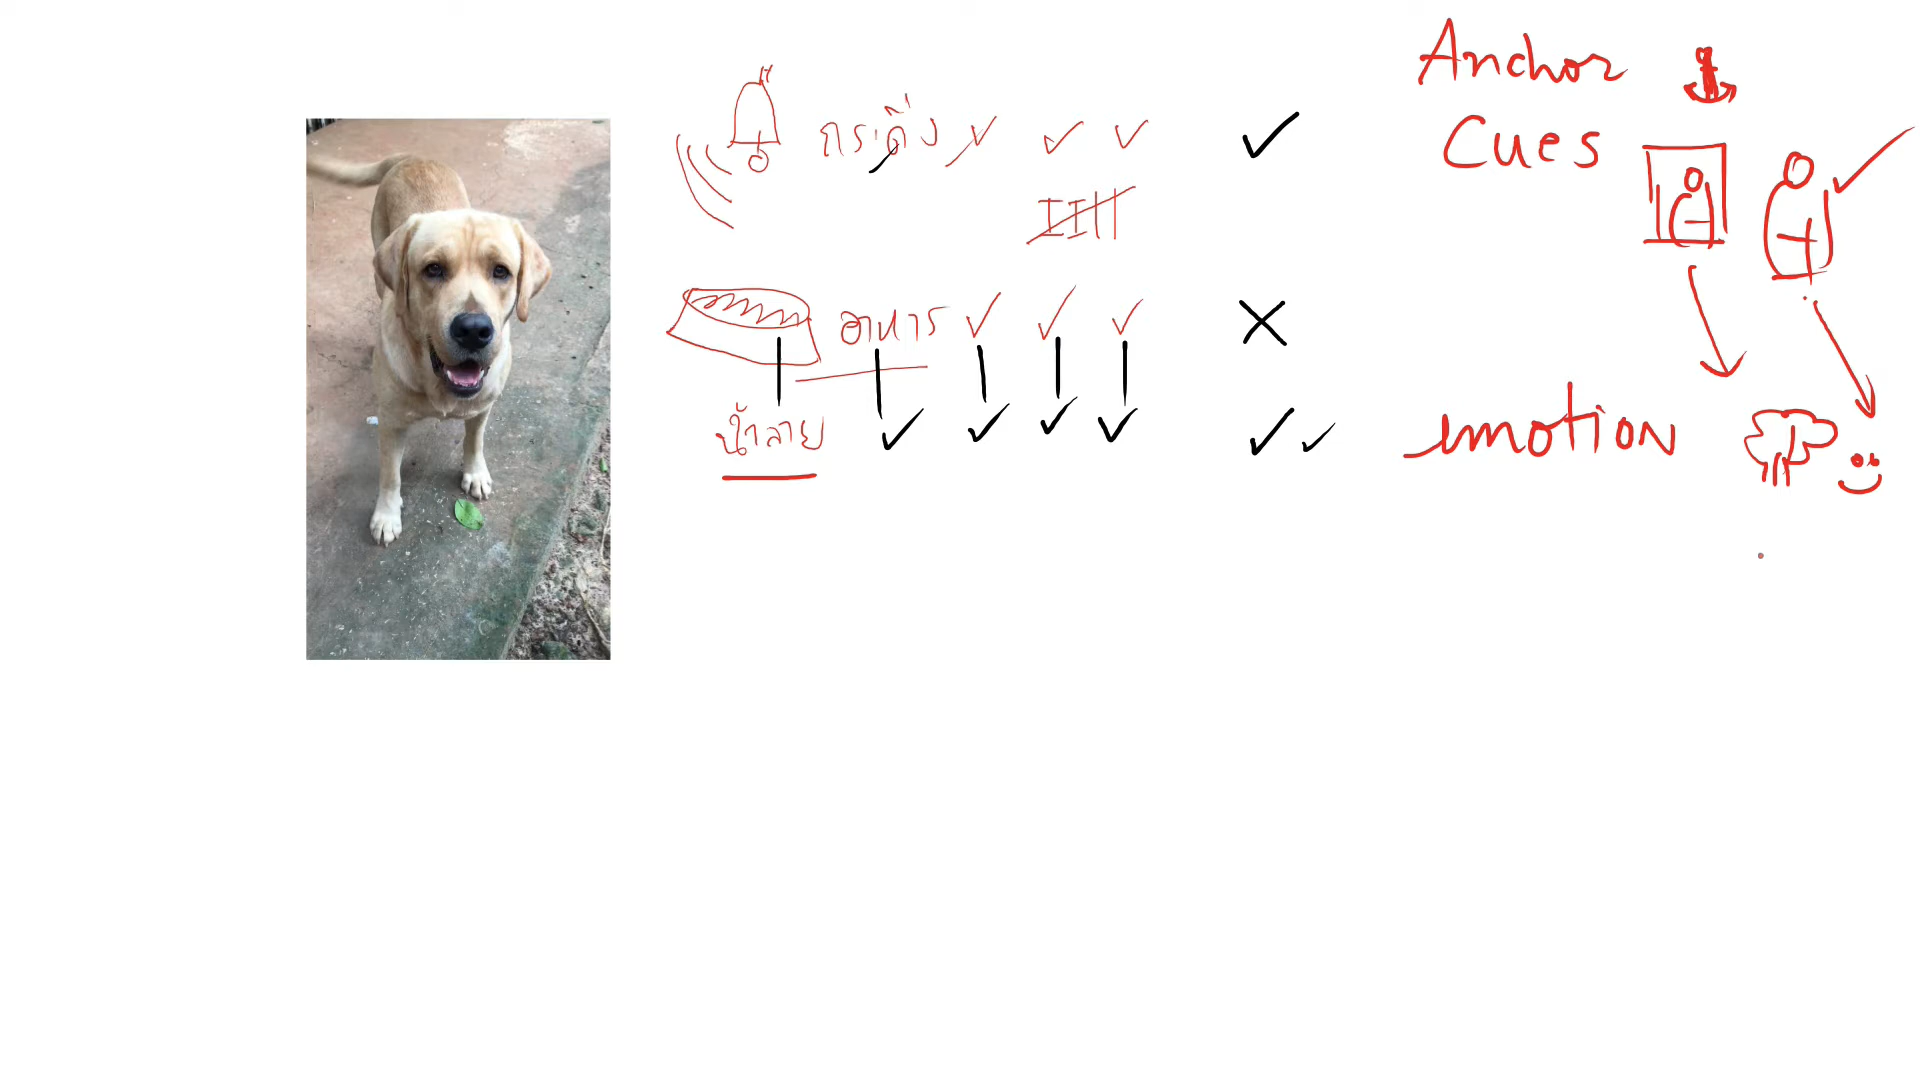 Anchor
กระดิ่ง
Cues
อาหาร
น้ำลาย
emotion